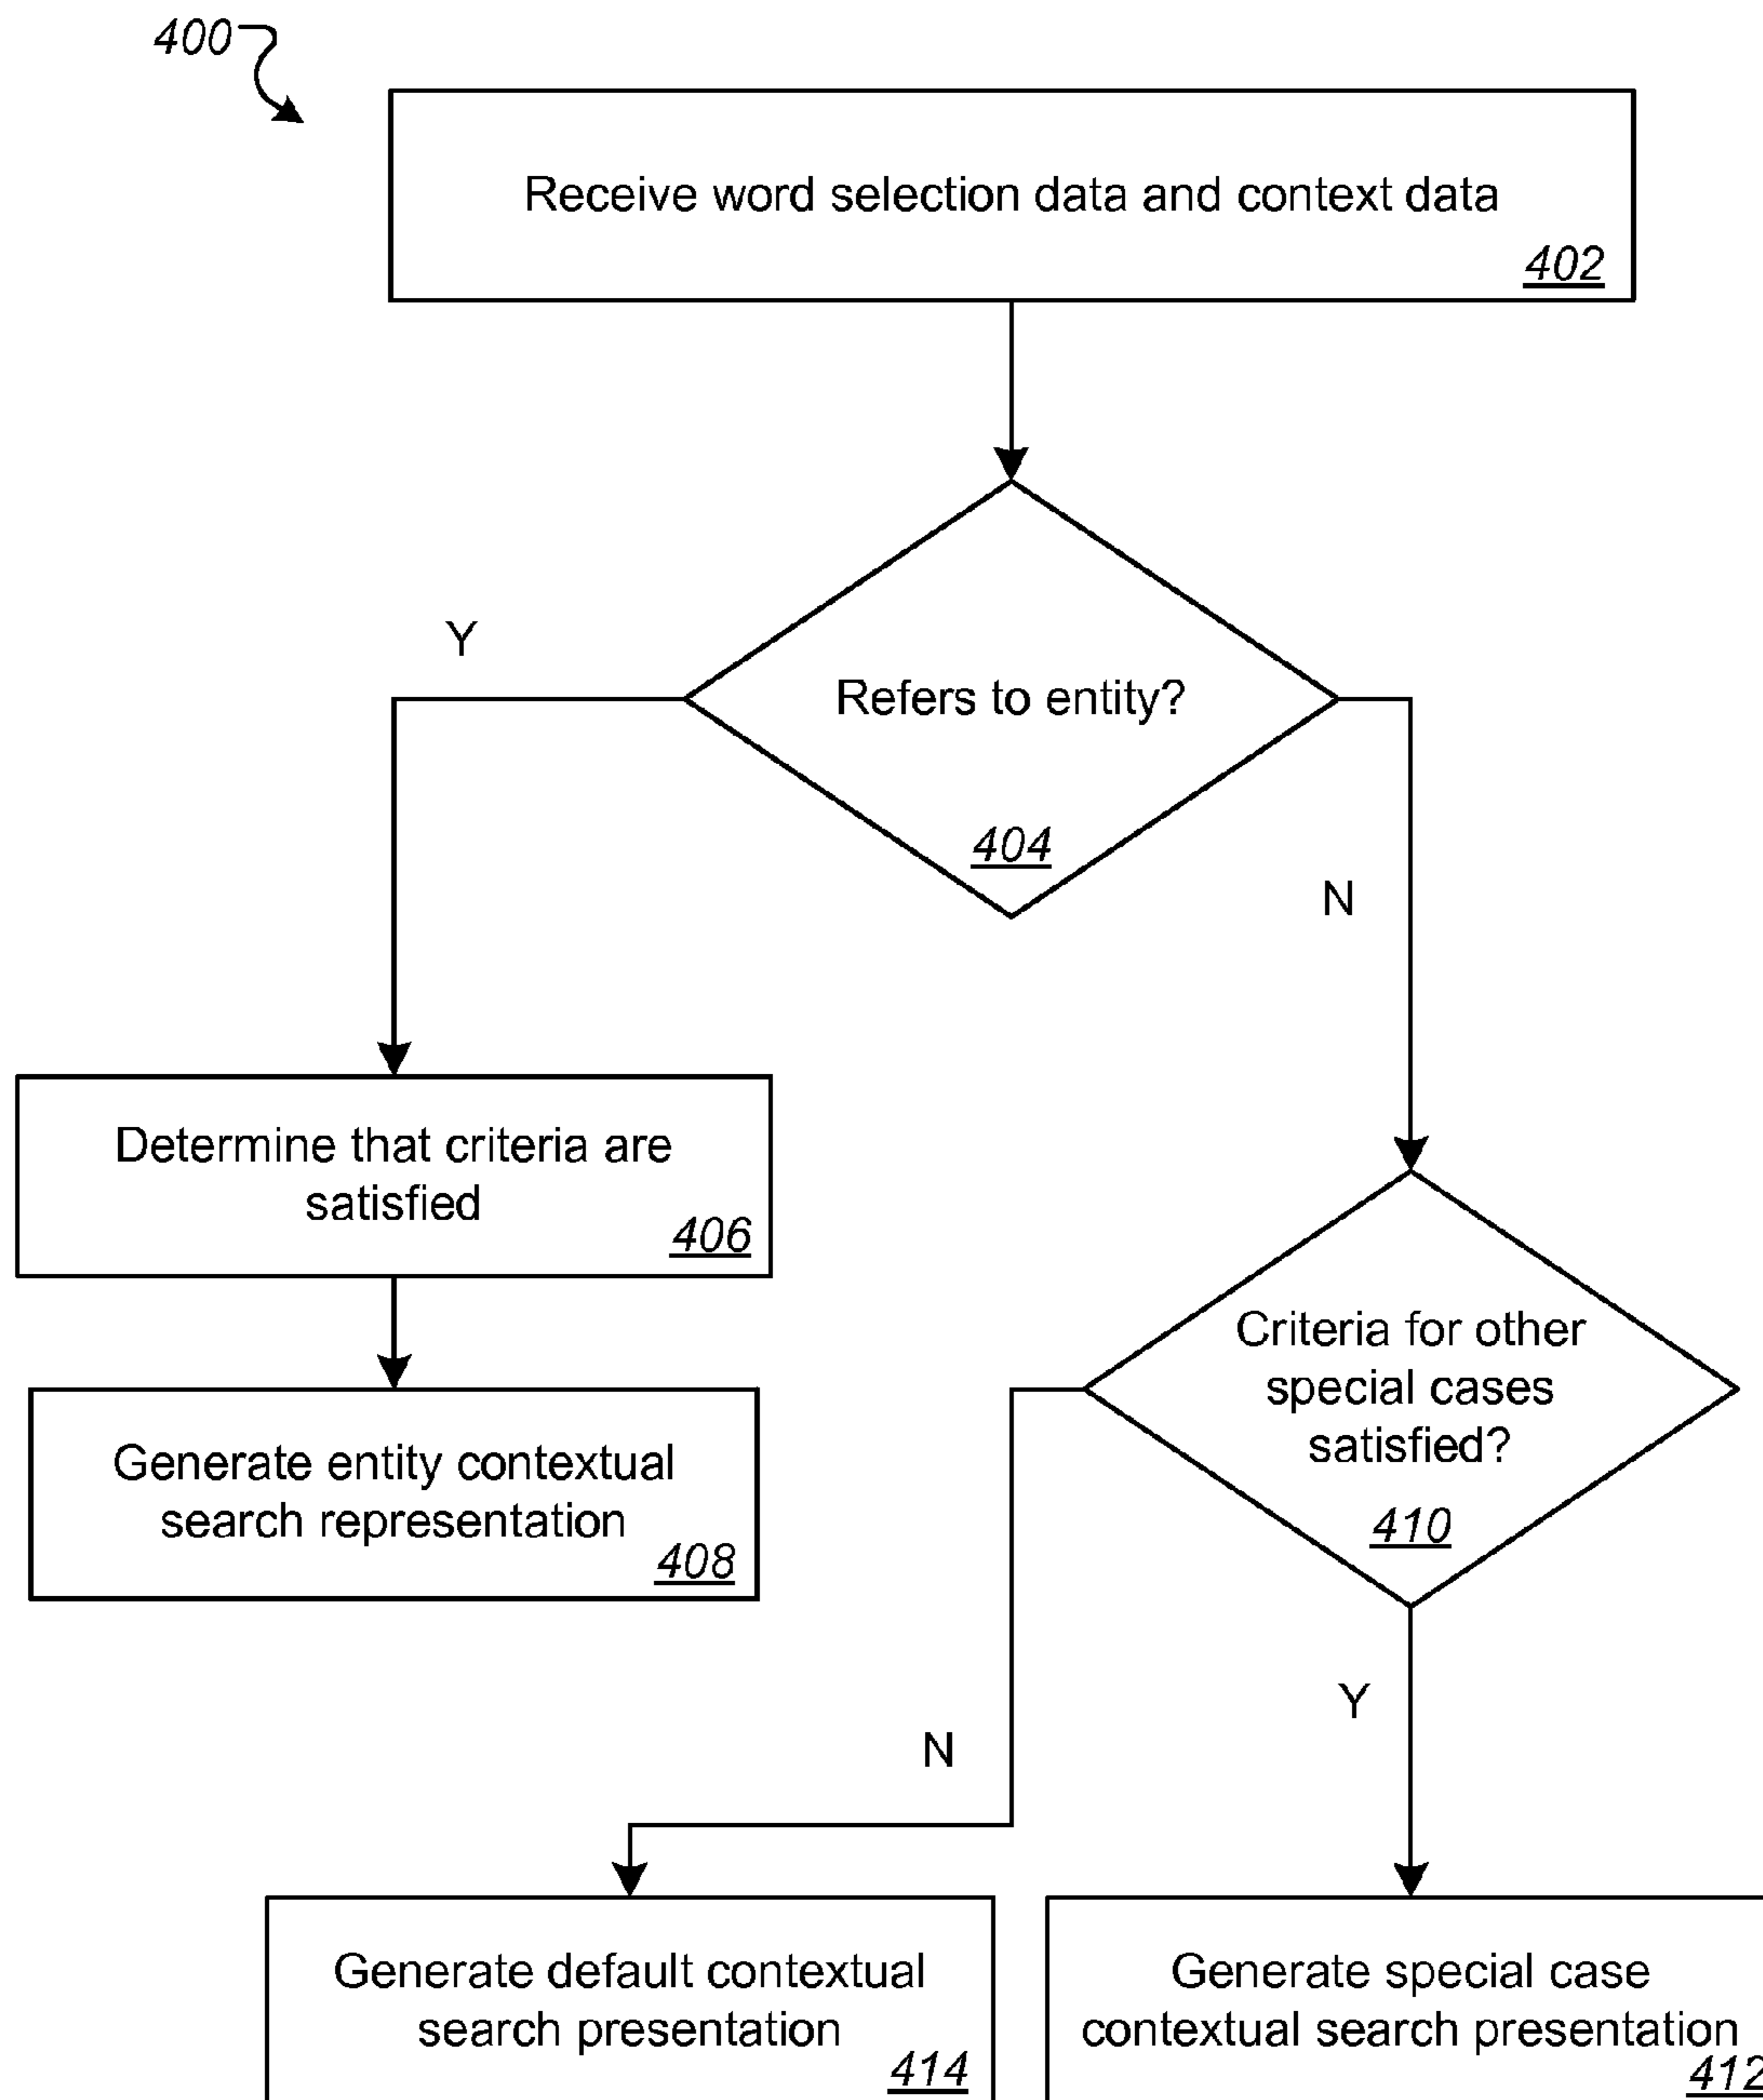 400
Receive word selection data and context data
402
Y
Refers to entity?
404
N
Determine that criteria are
satisfied
406
Generate entity contextual
search representation
408
Criteria for other
special cases
satisfied?
410
N
Y
Generate default contextual
search presentation
414
Generate special case
contextual search presentation
412